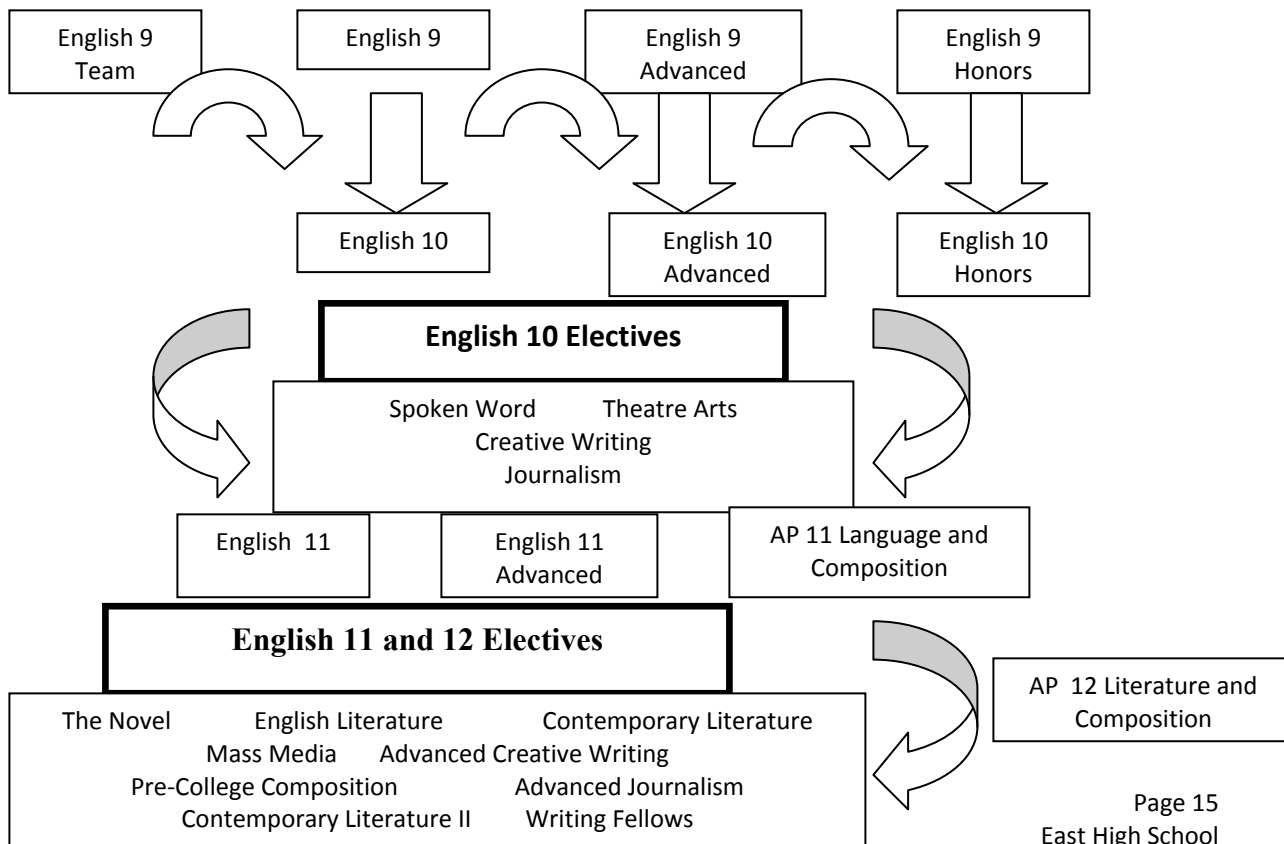 English 9
Team
English 9
English 9
Advanced
English 9
Honors
English 10
English 10
Advanced
English 10
Honors
English 10 Electives
Spoken Word Theatre Arts
Creative Writing
Journalism
English 11
English 11
Advanced
AP 11 Language and
Composition
English 11 and 12 Electives
AP 12 Literature and
Composition
The Novel English Literature Contemporary Literature
Mass Media Advanced Creative Writing
Pre-College Composition Advanced Journalism
Contemporary Literature II Writing Fellows
Page 15
East High School